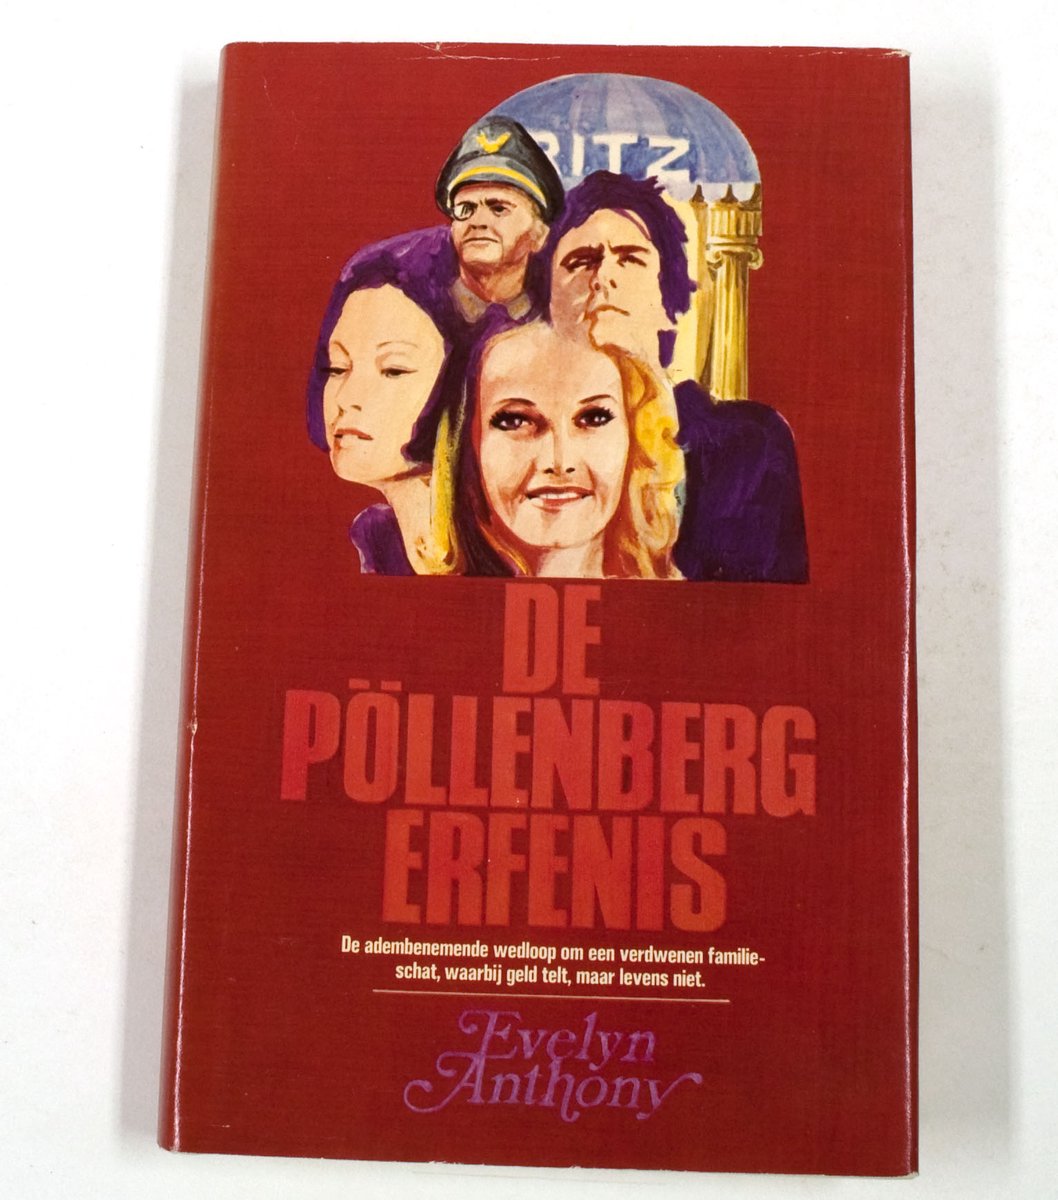 RITZ
DE
PÖLLENBERG
ERFENIS
De adembenemende wedloop om een verdwenen familie-
schat, waarbij geld telt, maar levens niet.
Evelyn
Anthony